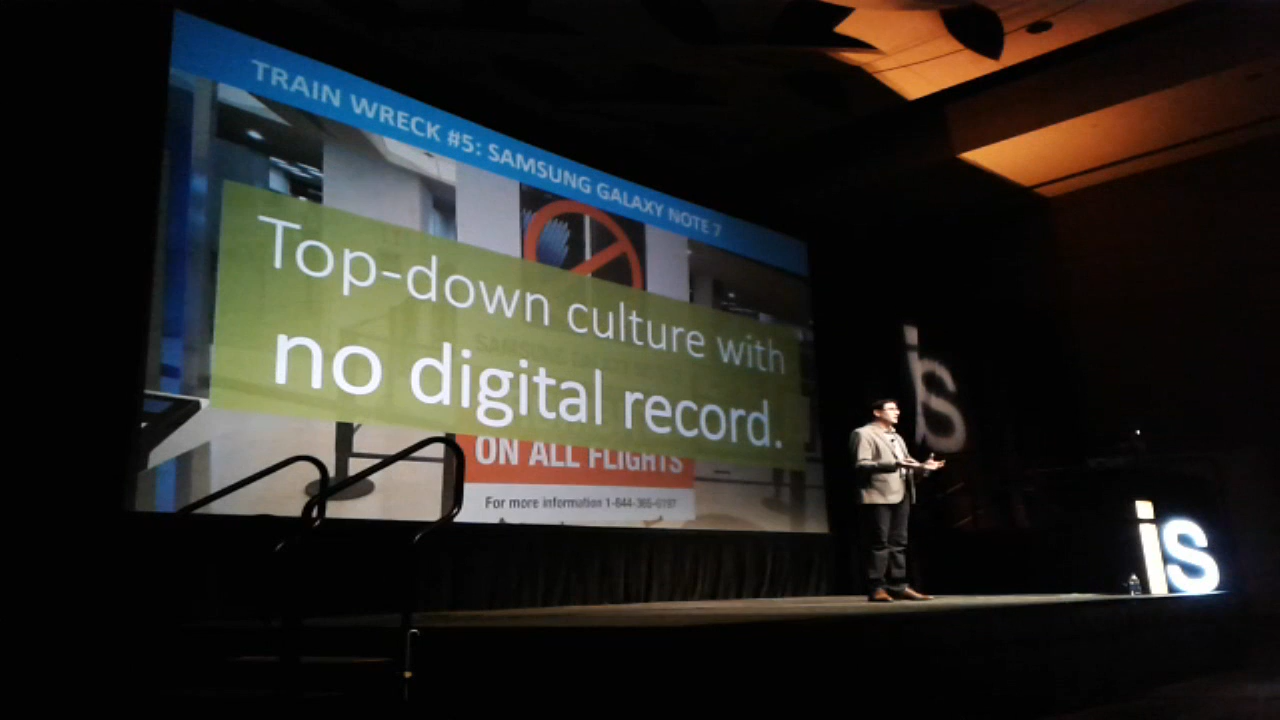 TRAIN WRECK #5: SAMSUNG GALAXY NOTE 7
Top-down culture with
no digital record.
ON ALL FLIGHTS
For more information 1-844-365-6197
is
is